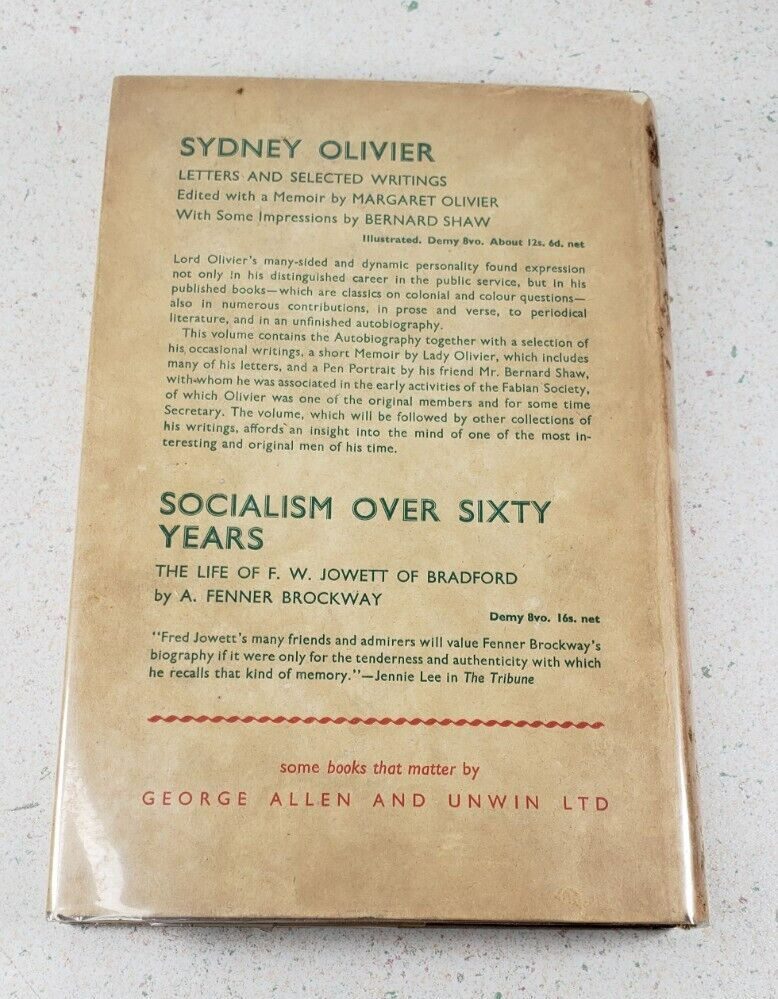 SYDNEY OLIVIER
LETTERS AND SELECTED WRITINGS
Edited with a Memoir by MARGARET OLIVIER
With Some Impressions by BERNARD SHAW
Illustrated. Demy 8vo. About 12s. 6d. net
Lord Olivier's many-sided and dynamic personality found expression
not only in his distinguished career in the public service, but in his
published books—which are classics on colonial and colour questions—
also in numerous contributions, in prose and verse, to periodical
literature, and in an unfinished autobiography.
This volume contains the Autobiography together with a selection of
his occasional writings, a short Memoir by Lady Olivier, which includes
many of his letters, and a Pen Portrait by his friend Mr. Bernard Shaw,
with whom he was associated in the early activities of the Fabian Society,
of which Olivier was one of the original members and for some time
Secretary. The volume, which will be followed by other collections of
his writings, affords an insight into the mind of one of the most in-
teresting and original men of his time.
SOCIALISM OVER SIXTY
YEARS
THE LIFE OF F. W. JOWETT OF BRADFORD
by A. FENNER BROCKWAY
Demy 8vo. 16s. net
"Fred Jowett's many friends and admirers will value Fenner Brockway's
biography if it were only for the tenderness and authenticity with which
he recalls that kind of memory."—Jennie Lee in The Tribune
some books that matter by
GEORGE ALLEN AND UNWIN LTD